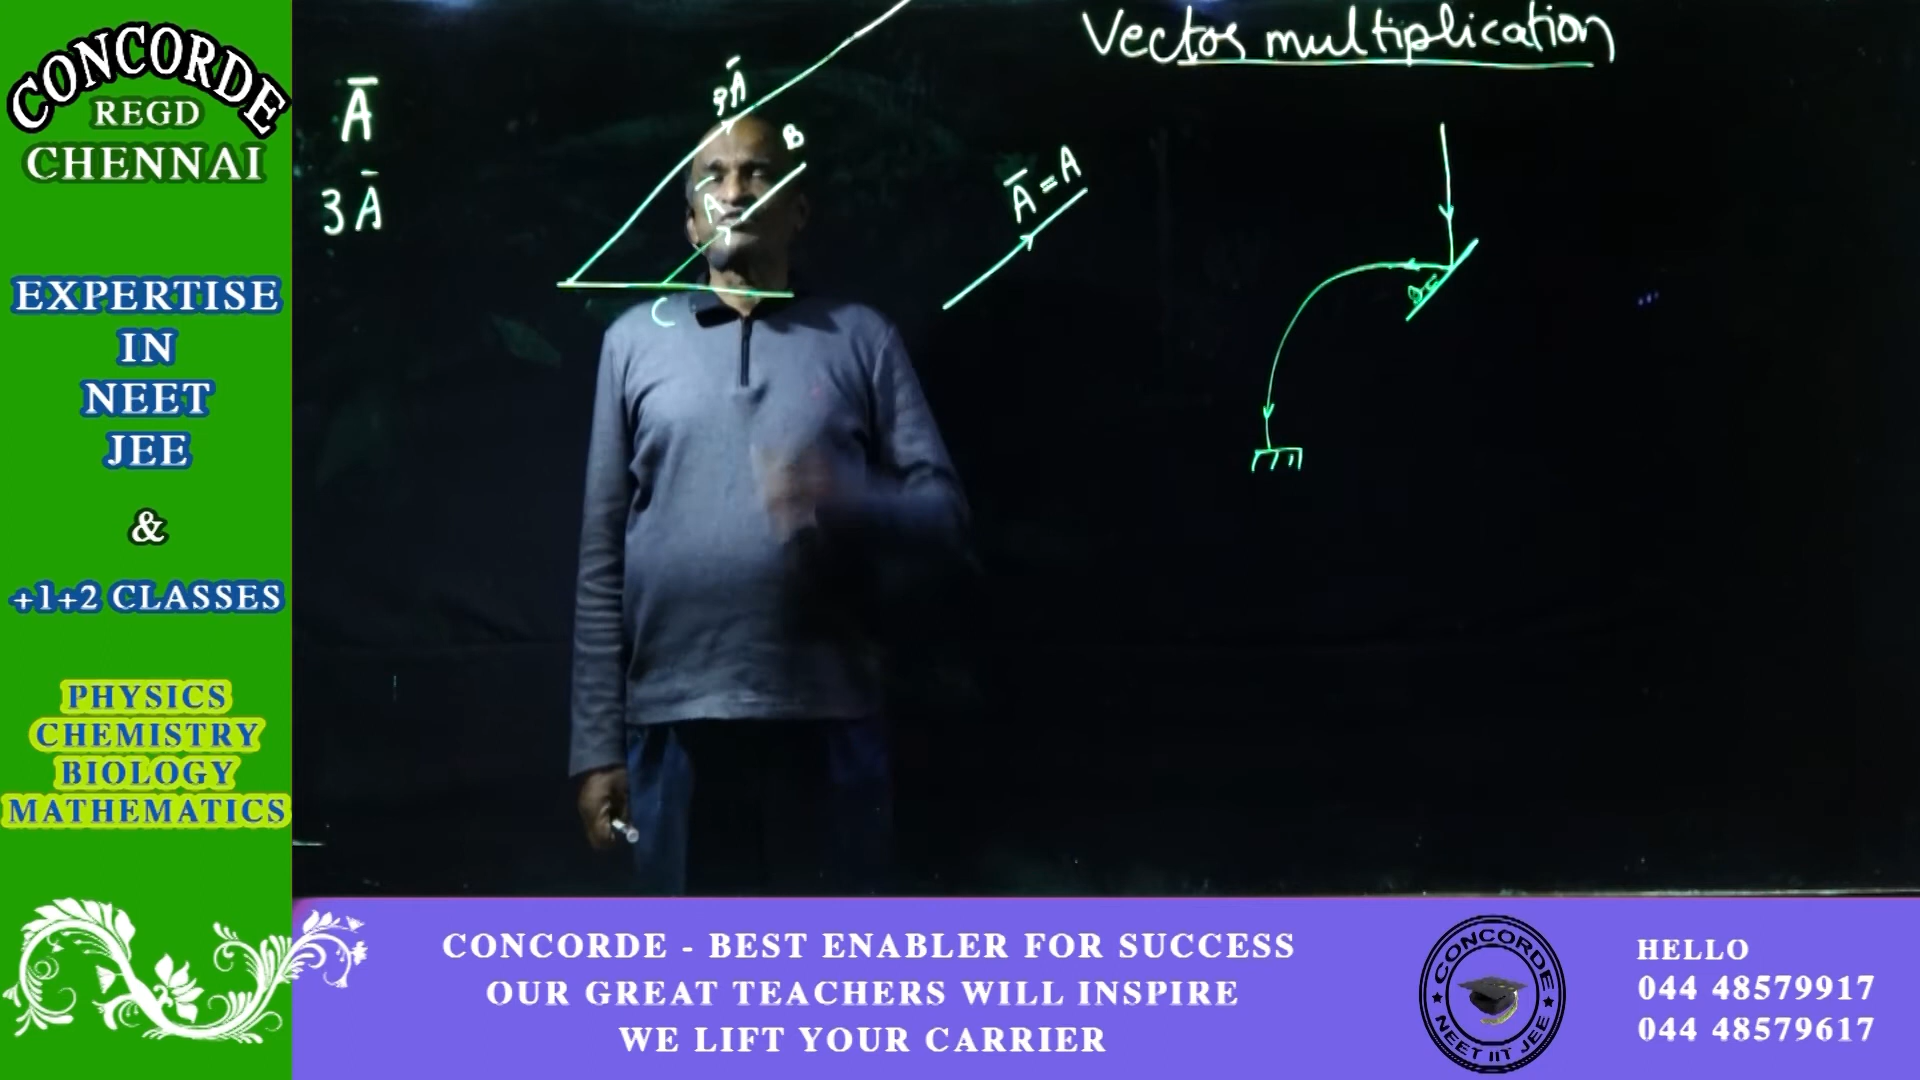 CONCORDE
REGD
CHENNAI
EXPERTISE
IN
NEET
JEE
&
+1+2 CLASSES
PHYSICS
CHEMISTRY
BIOLOGY
MATHEMATICS
Vector multiplication
Ā
3Ā
3Ā
B
Ā
C
Ā = A
CONCORDE - BEST ENABLER FOR SUCCESS
OUR GREAT TEACHERS WILL INSPIRE
WE LIFT YOUR CARRIER
CONCORDE
NEET IIT JEE
HELLO
044 48579917
044 48579617